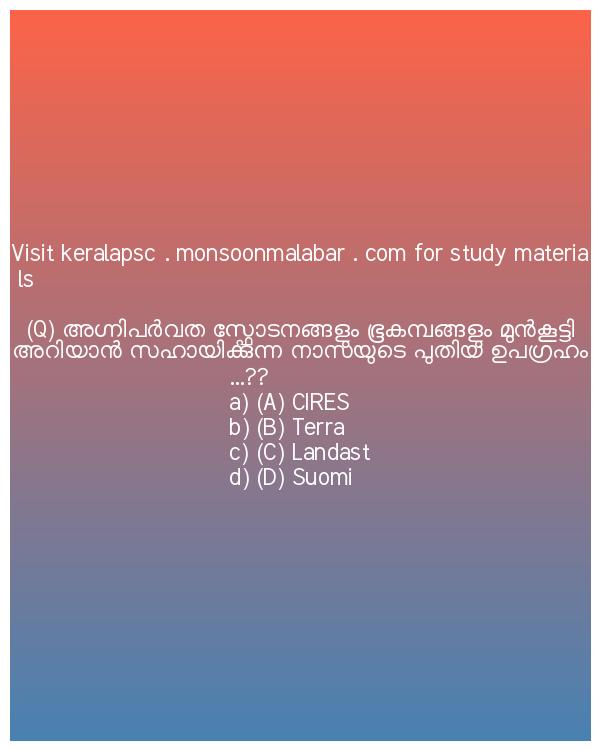 Visit keralapsc . monsoonmalabar . com for study materia
ls
(Q) അഗ്നിപർവത സ്ഫോടനങ്ങളും ഭൂകമ്പങ്ങളും മുൻകൂട്ടി
അറിയാൻ സഹായിക്കുന്ന നാസയുടെ പുതിയ ഉപഗ്രഹം
...??
a) (A) CIRES
b) (B) Terra
c) (C) Landast
d) (D) Suomi